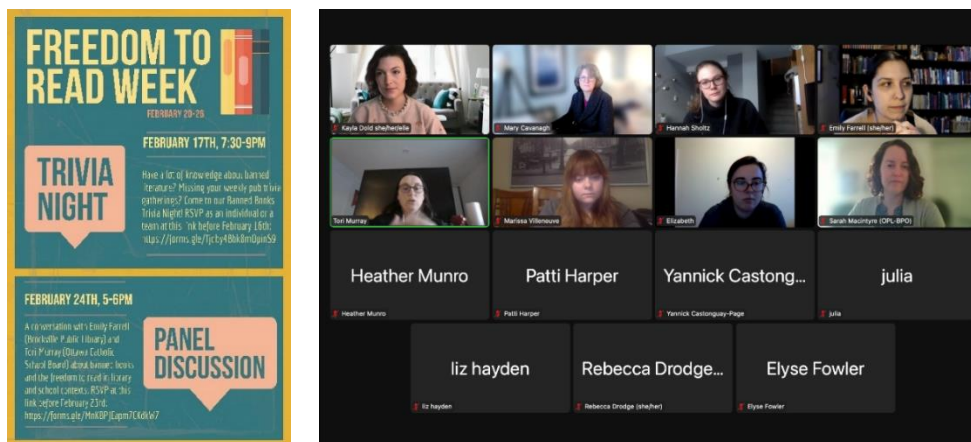 FREEDOM TO
READ WEEK
FEBRUARY 20-26
FEBRUARY 17TH, 7:30-9PM
TRIVIA
NIGHT
Have a lot of knowledge about banned
literature? Missing your weekly pub trivia
gatherings? Come to our Banned Books
Trivia Night! RSVP as an individual or a
team at this link before February 16th:
FEBRUARY 24TH, 5-6PM
A conversation with Emily Farrell
(Brockville Public Library) and
Tori Murray (Ottawa Catholic
School Board) about banned books
and the freedom to read in library
and school contexts. RSVP at this
link before February 23rd:
PANEL
DISCUSSION
Kayla Dold she/her/elle
Mary Cavanagh
Hannah Sholtz
Emily Farrell (she/her)
Tori Murray
Marissa Villeneuve
Elizabeth
Sarah Macintyre (OPL-BPO)
Heather Munro
Patti Harper
Yannick Castong...
julia
Heather Munro
Patti Harper
Yannick Castonguay-Page
julia
liz hayden
Rebecca Drodge...
Elyse Fowler
liz hayden
Rebecca Drodge (she/her)
Elyse Fowler